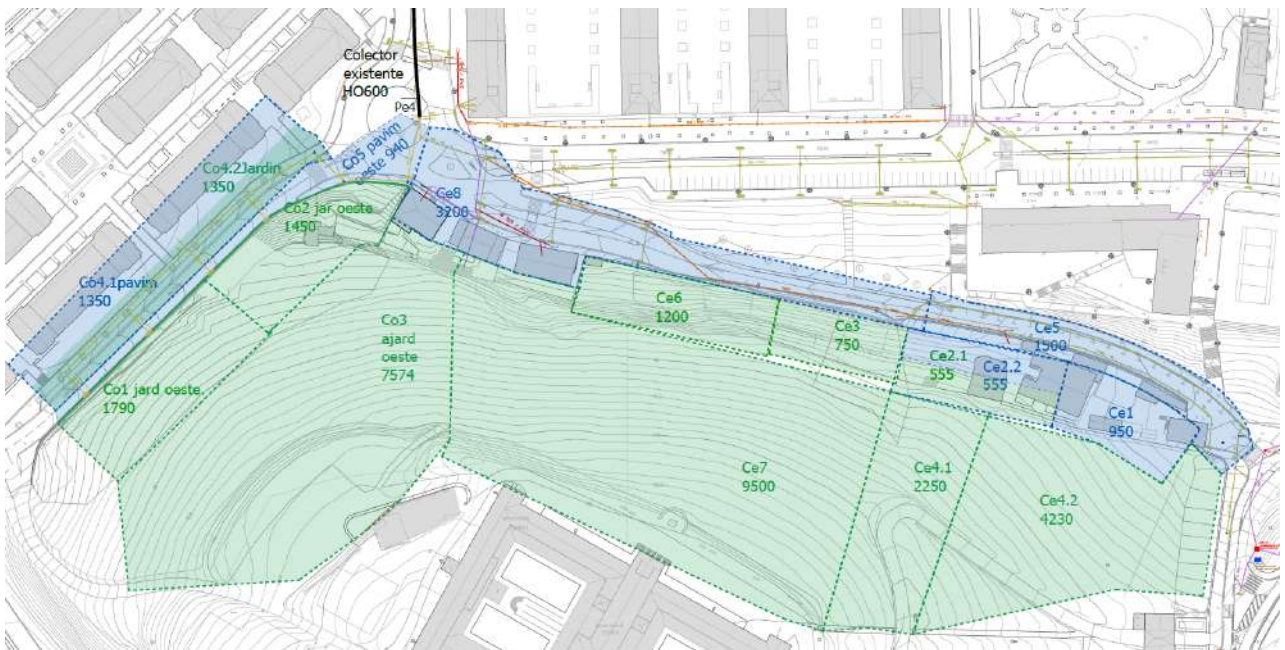 Colector
existente
HO600
Po4
Co5 pavim
oeste 940
Co4.2Jardin
1350
Co2 jar oeste
1450
Ce8
3200
Co4.1pavim
1350
Ce6
1200
Ce3
750
Ce5
1500
Ce2.1
555
Ce2.2
555
Co3
ajard
oeste
7574
Co1 jard oeste
1790
Ce1
950
Ce7
9500
Ce4.1
2250
Ce4.2
4230